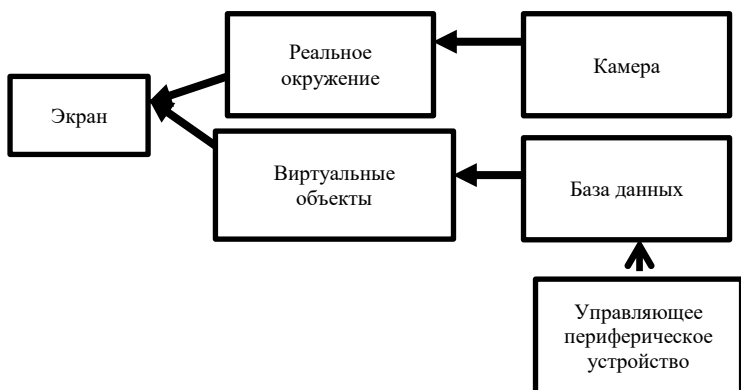 Реальное
окружение
Камера
Экран
Виртуальные
объекты
База данных
Управляющее
периферическое
устройство